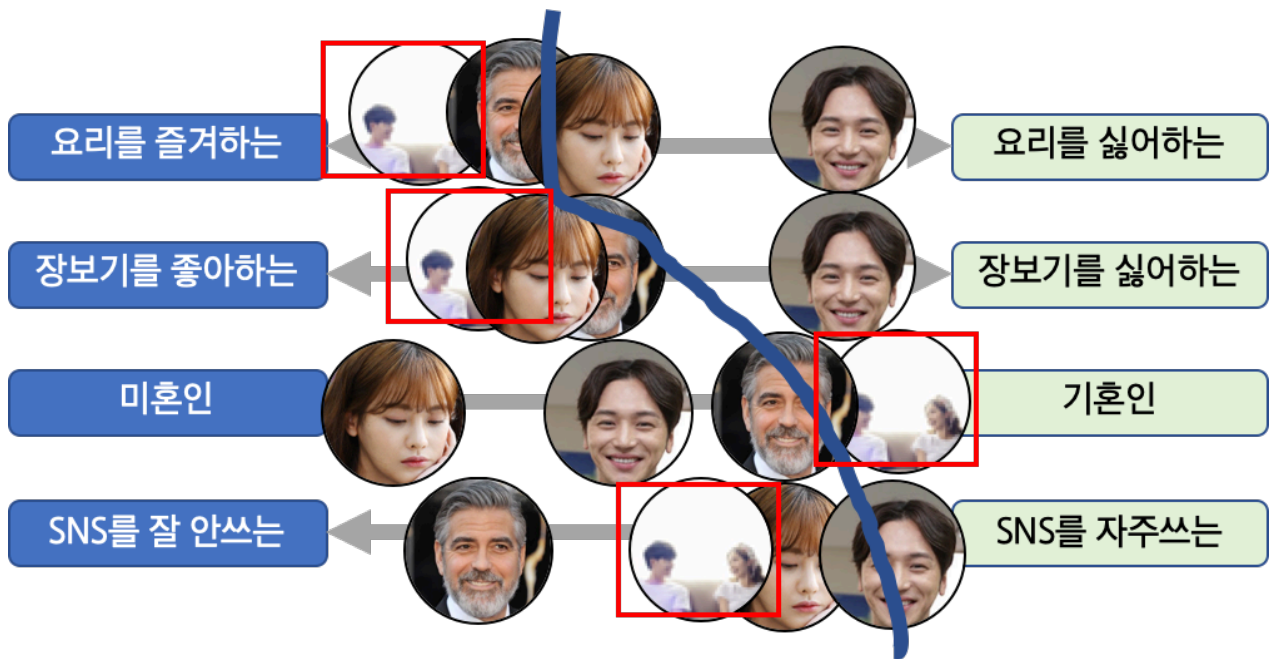 요리를 즐겨하는
요리를 싫어하는
장보기를 좋아하는
장보기를 싫어하는
미혼인
기혼인
SNS를 잘 안쓰는
SNS를 자주쓰는